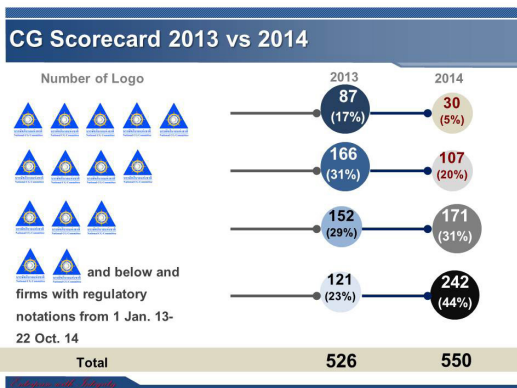 CG Scorecard 2013 vs 2014
Number of Logo 2013 2014
87 (17%) 30 (5%)
166 (31%) 107 (20%)
152 (29%) 171 (31%)
and below and
firms with regulatory
notations from 1 Jan. 13-
22 Oct. 14
121 (23%) 242 (44%)
Total 526 550